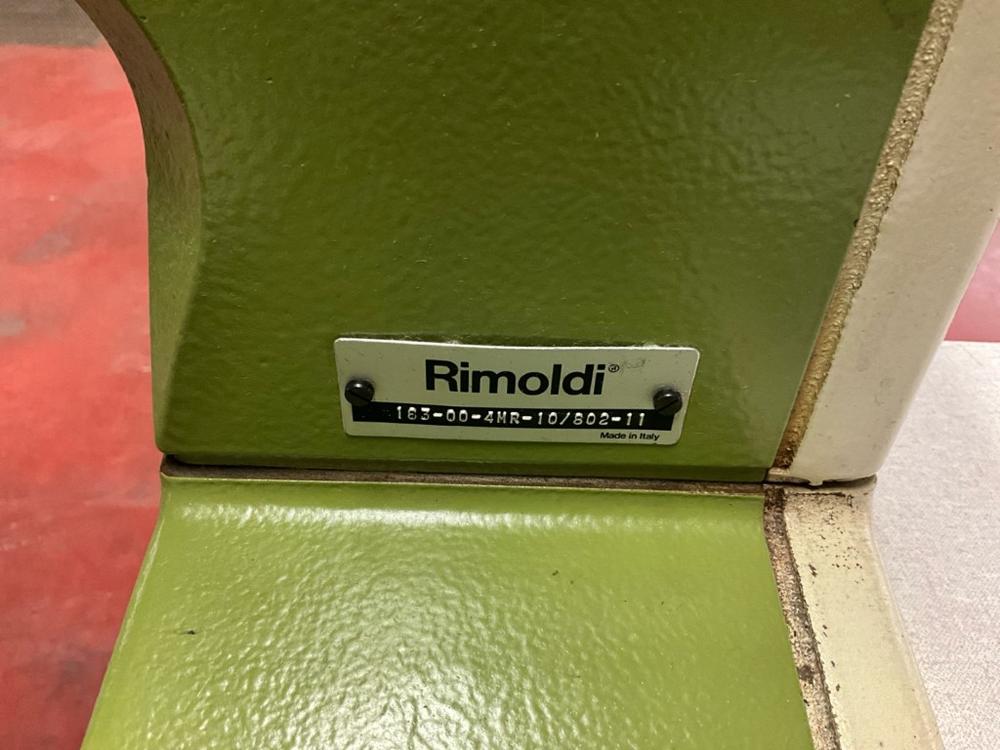 Rimoldi®
183-00-4MR-10/802-11
Made in Italy